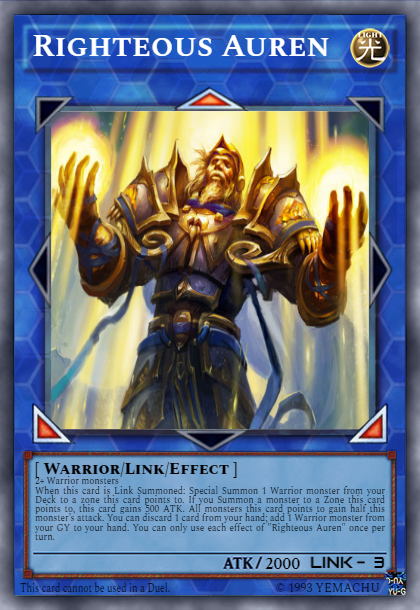 Righteous Auren
LIGHT
光
[ Warrior/Link/Effect ]
2+ Warrior monsters
When this card is Link Summoned: Special Summon 1 Warrior monster from your
Deck to a zone this card points to. If you Summon a monster to a Zone this card
points to, this card gains 500 ATK. All monsters this card points to gain half this
monster's attack. You can discard 1 card from your hand; add 1 Warrior monster from
your GY to your hand. You can only use each effect of "Righteous Auren" once per
turn.
ATK/2000 LINK-3
This card cannot be used in a Duel. ©1993 YEMACHU
YU-G